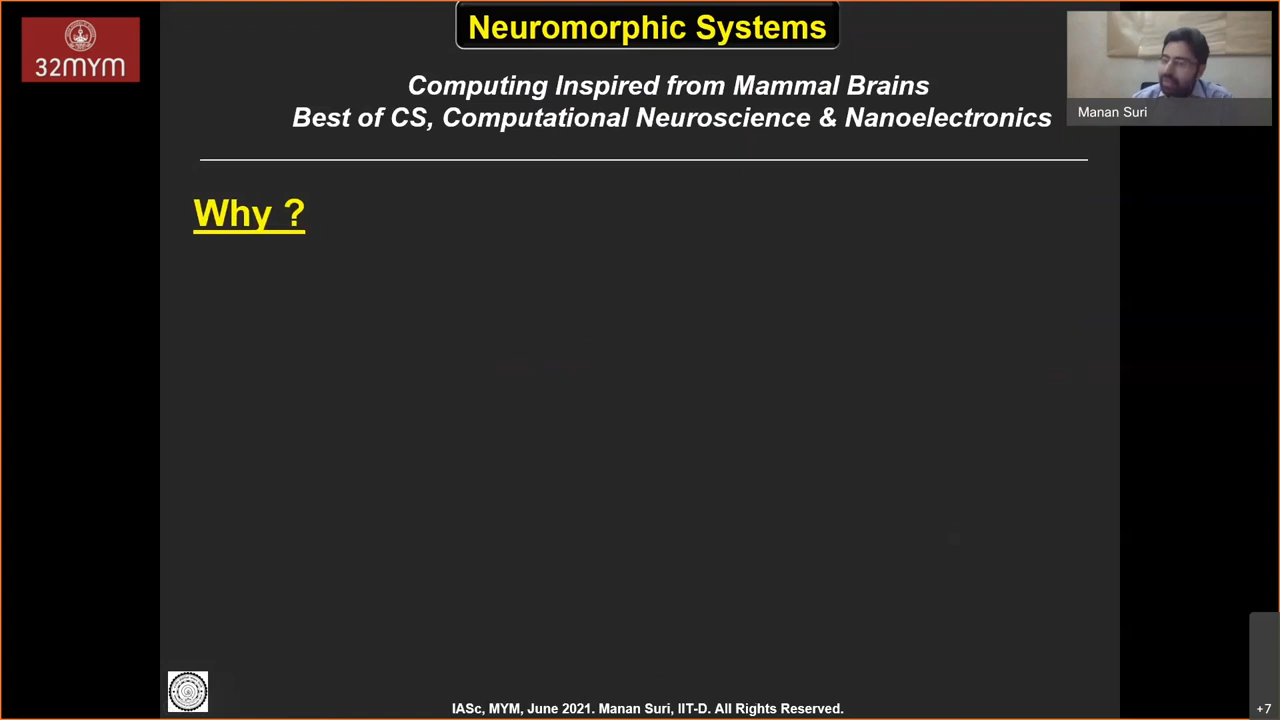 Neuromorphic Systems
32MYM
Computing Inspired from Mammal Brains
Best of CS, Computational Neuroscience & Nanoelectronics
Manan Suri
Why ?
IASc, MYM, June 2021. Manan Suri, IIT-D. All Rights Reserved.
+7